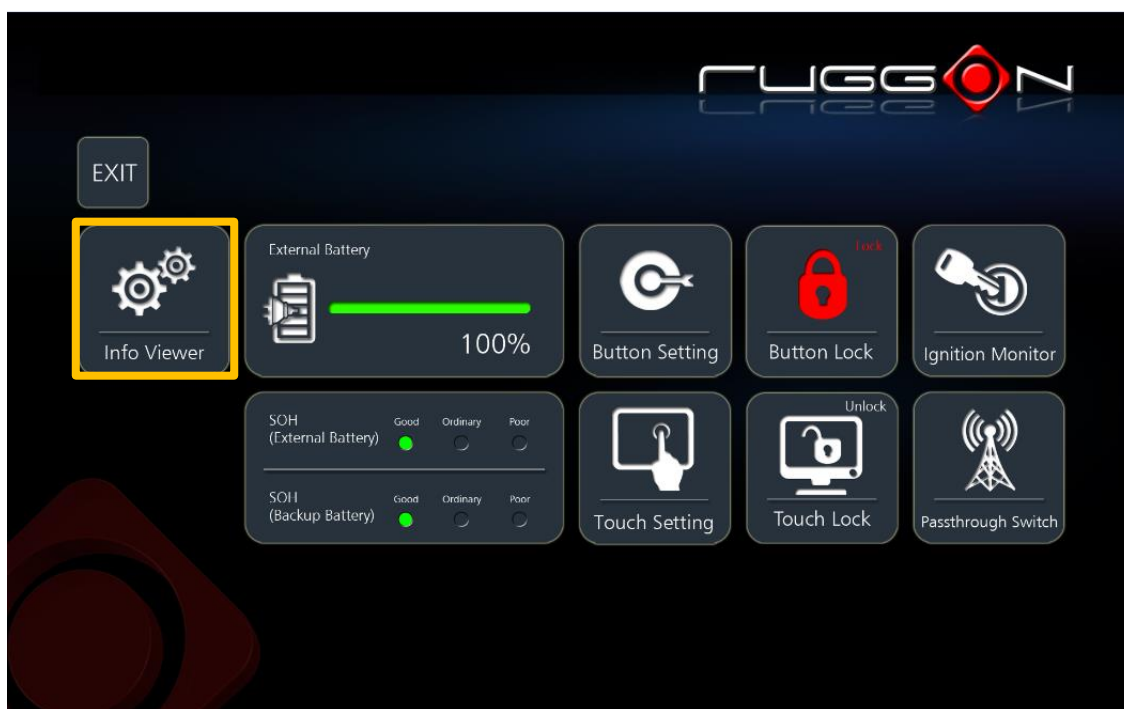 RUGGON
EXIT
Info Viewer
External Battery
100%
Button Setting
Lock
Button Lock
Ignition Monitor
SOH
(External Battery)
Good Ordinary Poor
SOH
(Backup Battery)
Good Ordinary Poor
Touch Setting
Unlock
Touch Lock
Passthrough Switch